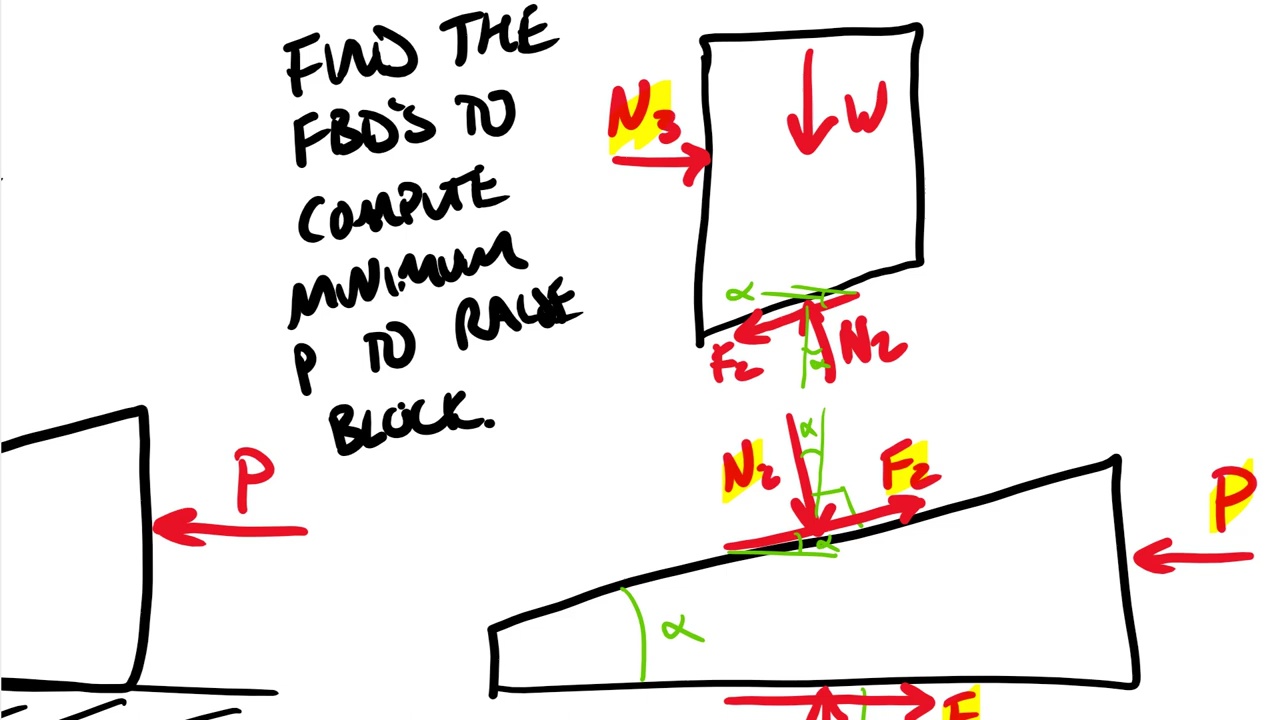 FIND THE
FBD'S TO
COMPUTE
MINIMUM
P TO RAISE
BLOCK.
N3
W
α
F2
N2
α
P
N2
α
F2
P
α
α
F